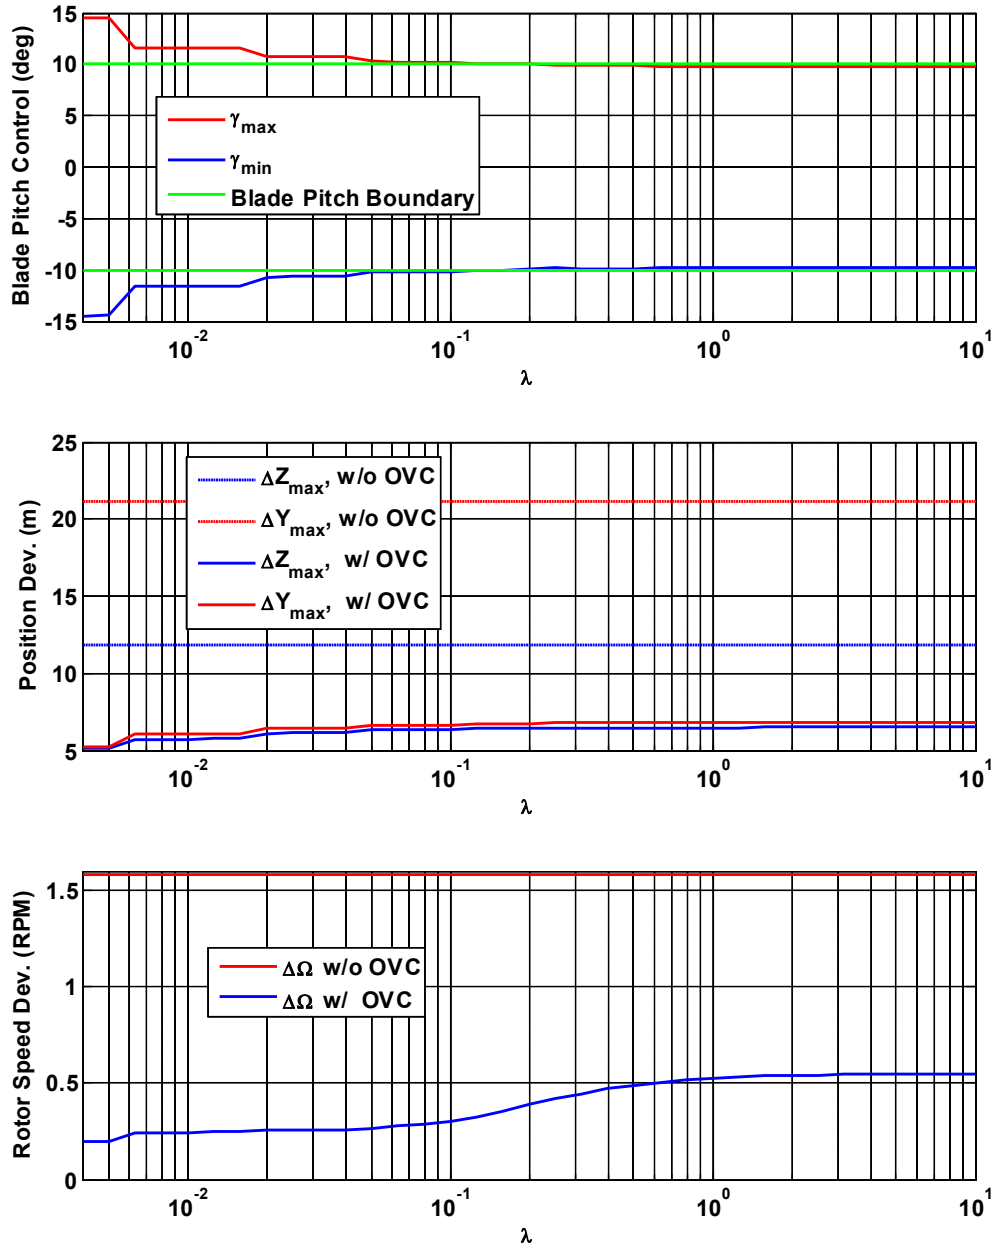 Blade Pitch Control (deg)
15
10
5
0
-5
-10
-15
γmax
γmin
Blade Pitch Boundary
10^-2
10^-1
10^0
10^1
λ
Position Dev. (m)
25
20
15
10
5
ΔZmax, w/o OVC
ΔYmax, w/o OVC
ΔZmax, w/ OVC
ΔYmax, w/ OVC
10^-2
10^-1
10^0
10^1
λ
Rotor Speed Dev. (RPM)
1.5
1
0.5
0
ΔΩ w/o OVC
ΔΩ w/ OVC
10^-2
10^-1
10^0
10^1
λ